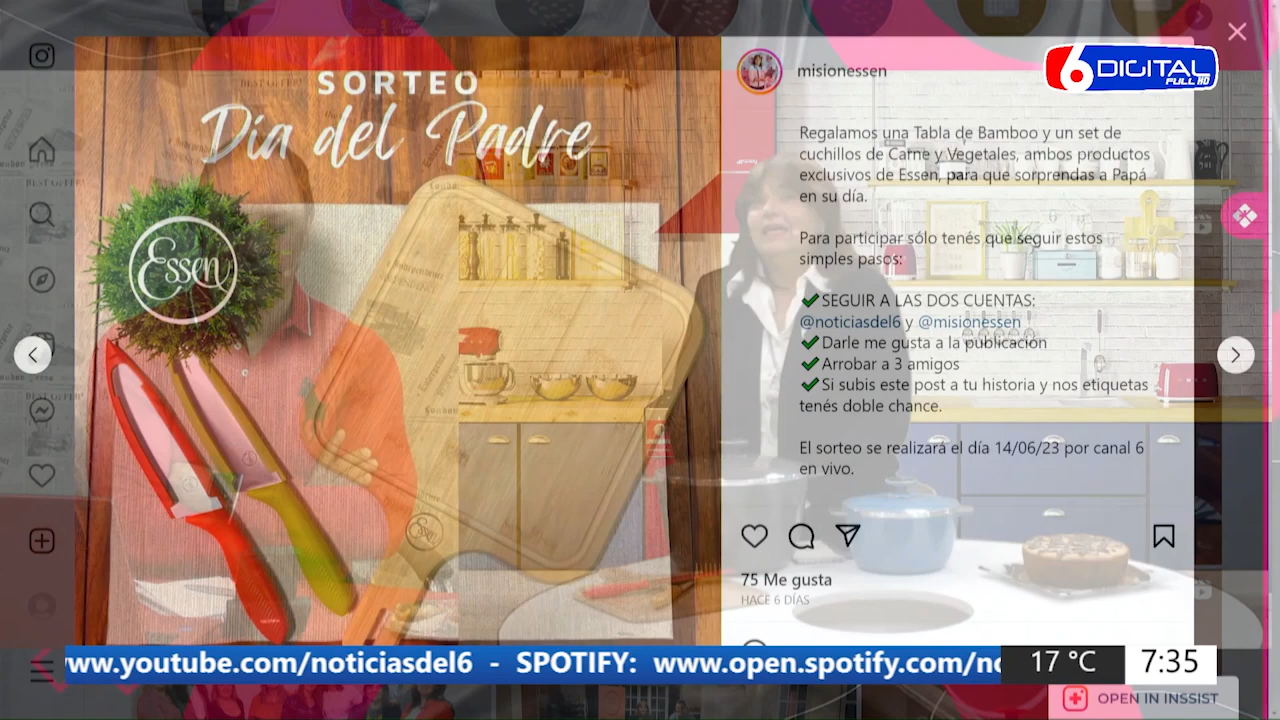 SORTEO
Día del Padre
Essen
Essen
misionessen
6 DIGITAL
FULL HD
Regalamos una Tabla de Bamboo y un set de
cuchillos de Carne y Vegetales, ambos productos
exclusivos de Essen, para que sorprendas a Papá
en su día.
Para participar sólo tenés que seguir estos
simples pasos:
✔SEGUIR A LAS DOS CUENTAS:
@noticiasdel6 y @misionessen
✔Darle me gusta a la publicación
✔Arrobar a 3 amigos
✔Si subis este post a tu historia y nos etiquetas
tenés doble chance.
El sorteo se realizará el día 14/06/23 por canal 6
en vivo.
75 Me gusta
HACE 6 DÍAS
www.youtube.com/noticiasdel6 - SPOTIFY: www.open.spotify.com/no
17 °C
7:35
OPEN IN INSSIST